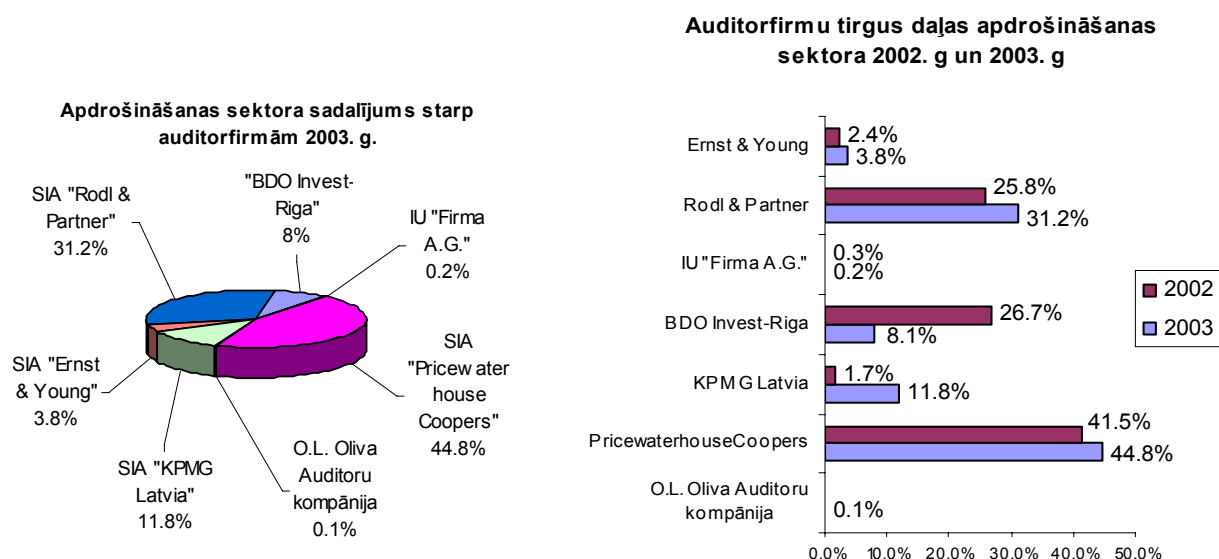 Apdrošināšanas sektora sadalījums starp
auditorfirmām 2003. g.
SIA "Rodl &
Partner"
31.2%
"BDO Invest-
Riga"
8%
IU "Firma
A.G."
0.2%
SIA
"Pricewater
house
Coopers"
44.8%
O.L. Oliva
Auditoru
kompānija
0.1%
SIA "KPMG
Latvia"
11.8%
SIA "Ernst
& Young"
3.8%
Auditorfirmu tirgus daļas apdrošināšanas
sektora 2002. g un 2003. g
Ernst & Young
2.4%
3.8%
Rodl & Partner
25.8%
31.2%
IU "Firma A.G."
0.3%
0.2%
BDO Invest-Riga
26.7%
8.1%
KPMG Latvia
1.7%
11.8%
PricewaterhouseCoopers
41.5%
44.8%
O.L. Oliva Auditoru
kompānija
0.1%
0.0% 10.0% 20.0% 30.0% 40.0% 50.0%
2002
2003